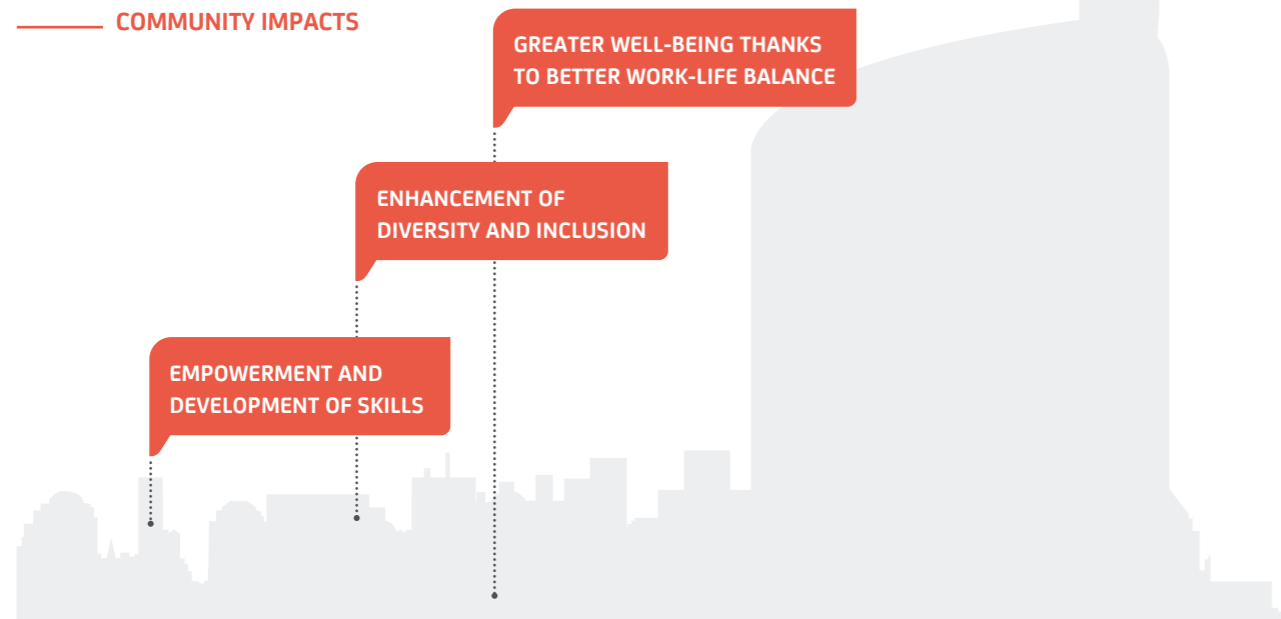 COMMUNITY IMPACTS
GREATER WELL-BEING THANKS
TO BETTER WORK-LIFE BALANCE
ENHANCEMENT OF
DIVERSITY AND INCLUSION
EMPOWERMENT AND
DEVELOPMENT OF SKILLS